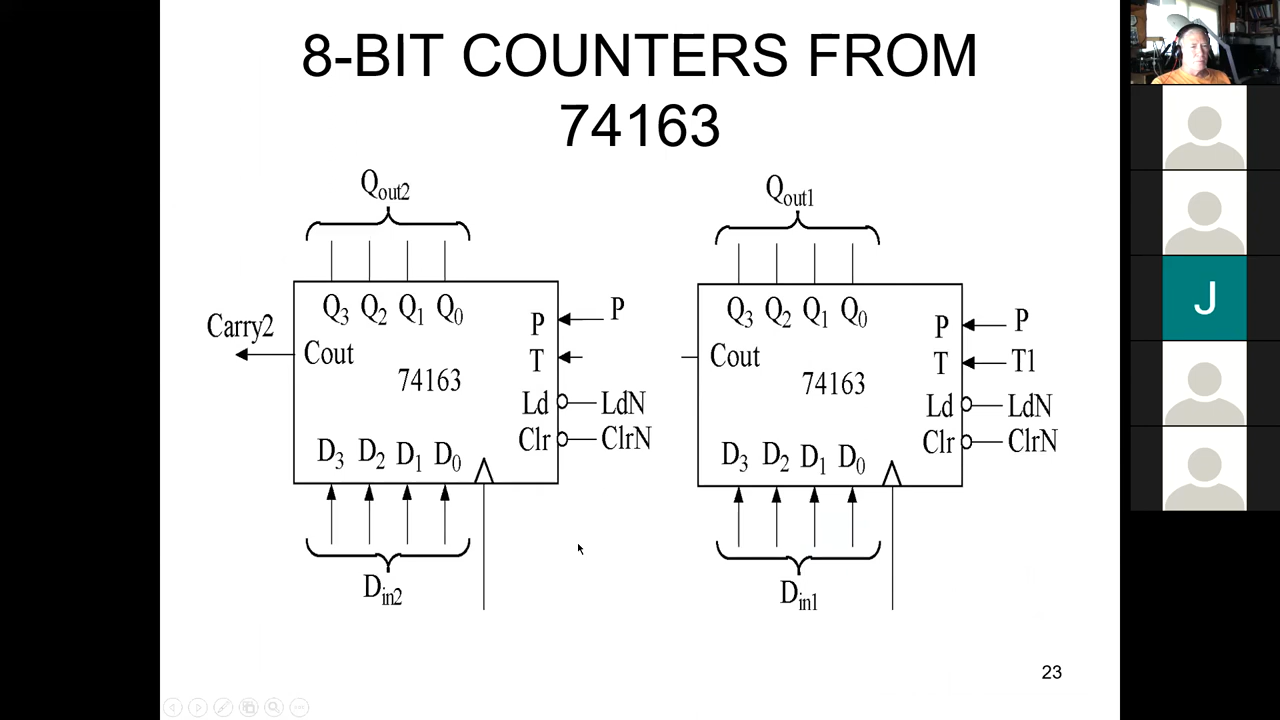 8-BIT COUNTERS FROM
74163
Qout2
Qout1
Q3 Q2 Q1 Q0
P
P
Carry2
Cout
T
74163
Ld
LdN
Clr
ClrN
D3 D2 D1 D0
Din2
Q3 Q2 Q1 Q0
P
P
Cout
T
T1
74163
Ld
LdN
Clr
ClrN
D3 D2 D1 D0
Din1
J
23